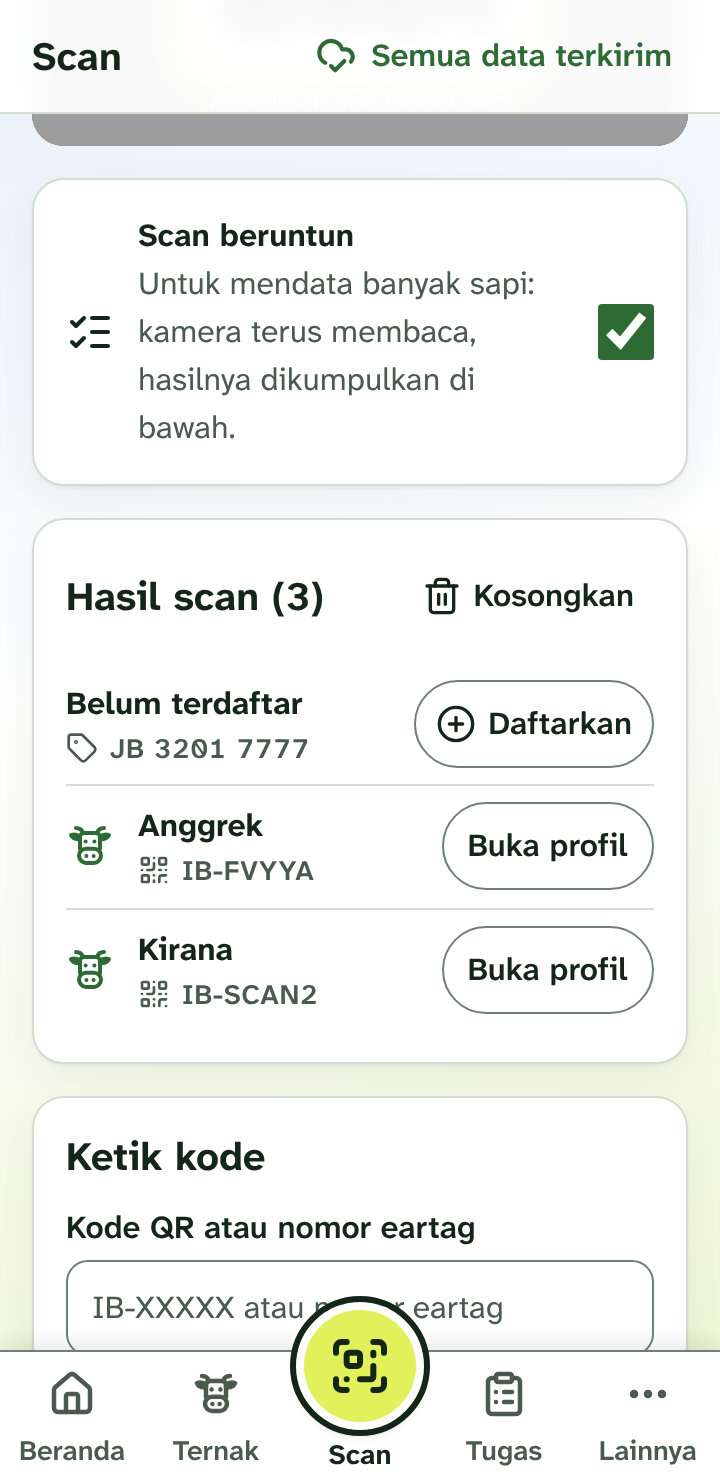 Scan
Semua data terkirim
Scan beruntun
Untuk mendata banyak sapi:
kamera terus membaca,
hasilnya dikumpulkan di
bawah.
Hasil scan (3)
Kosongkan
Belum terdaftar
JB 3201 7777
Daftarkan
Anggrek
IB-FVYYA
Buka profil
Kirana
IB-SCAN2
Buka profil
Ketik kode
Kode QR atau nomor eartag
IB-XXXXX atau eartag
Beranda
Ternak
Scan
Tugas
Lainnya